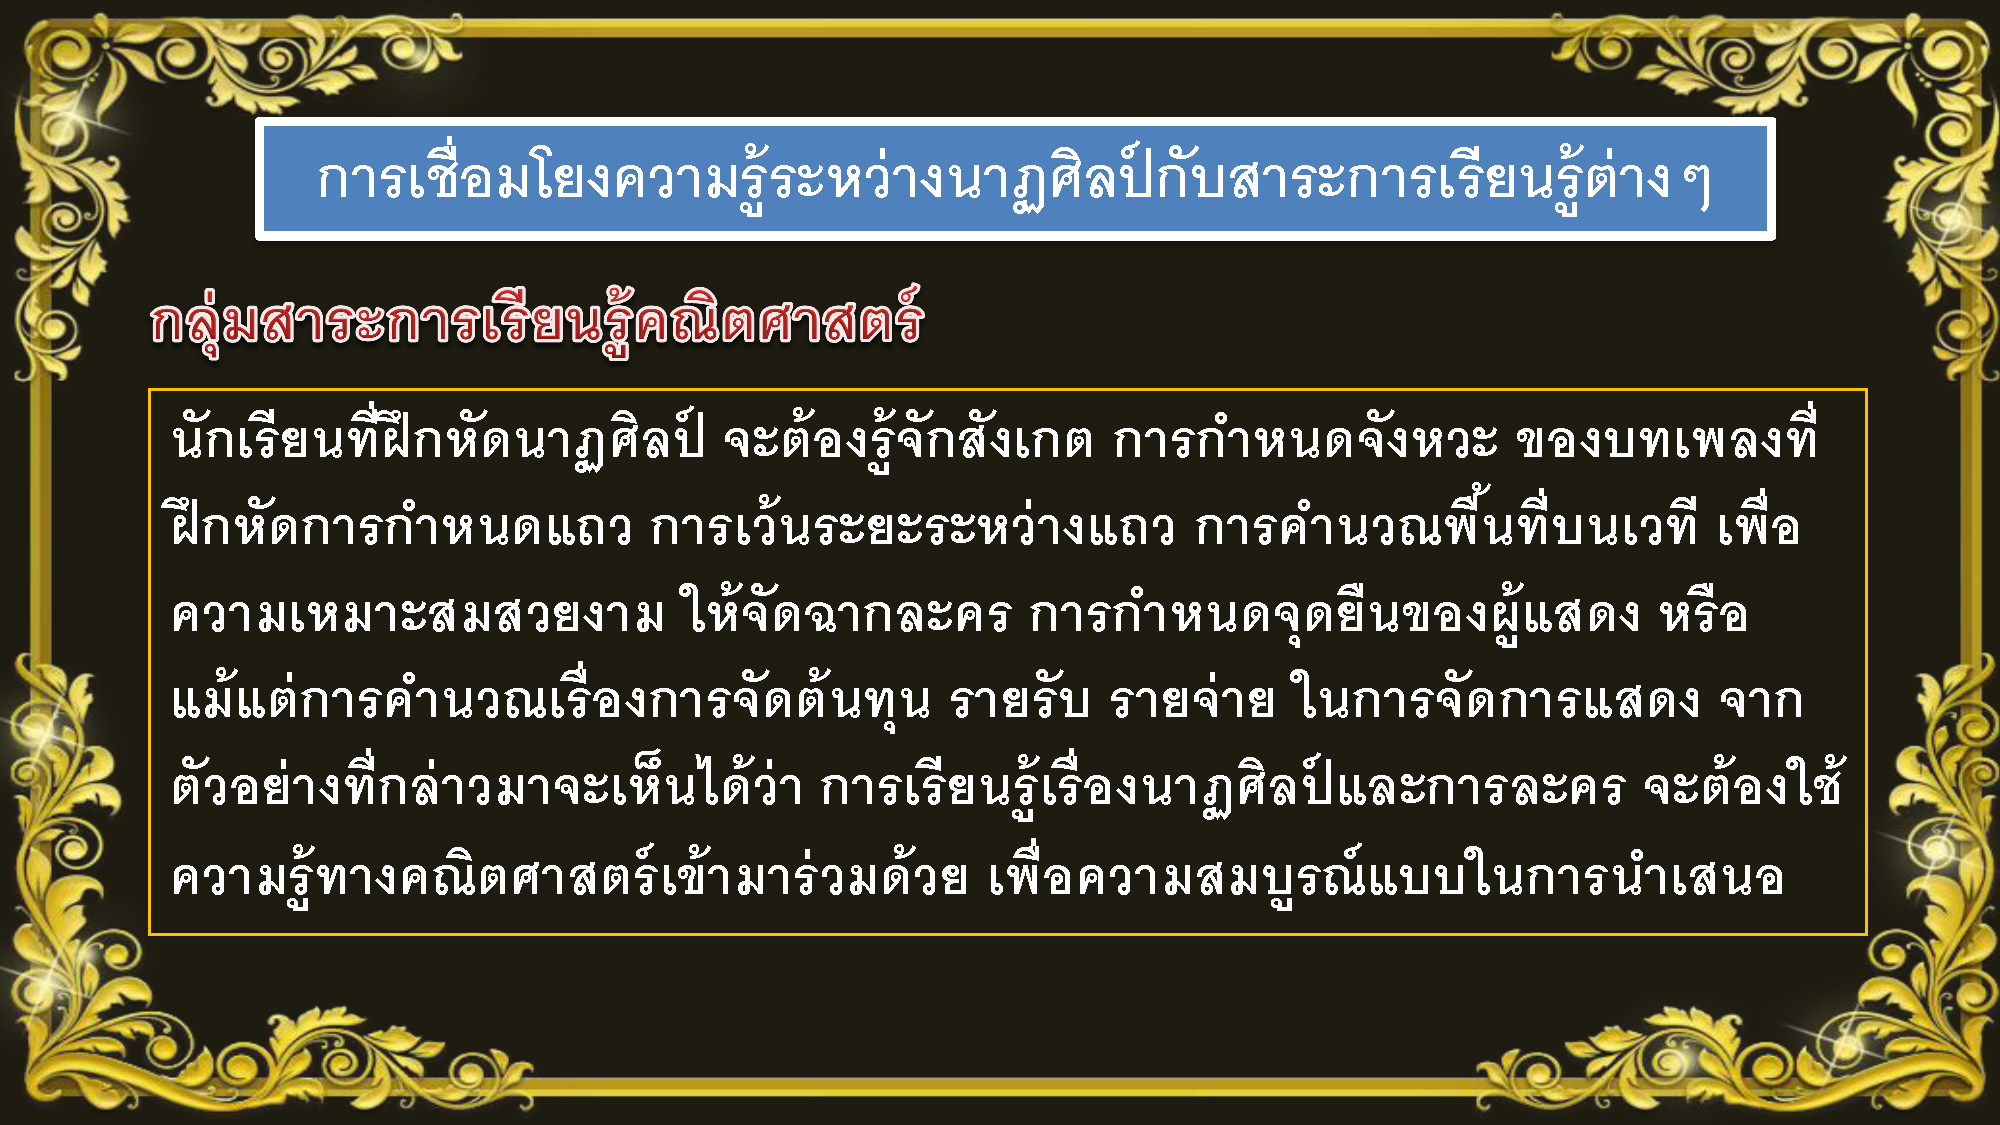 การเชื่อมโยงความรู้ระหว่างนาฏศิลป์กับสาระการเรียนรู้ต่าง ๆ
กลุ่มสาระการเรียนรู้คณิตศาสตร์
นักเรียนที่ฝึกหัดนาฏศิลป์ จะต้องรู้จักสังเกต การกำหนดจังหวะ ของบทเพลงที่
ฝึกหัดการกำหนดแถว การเว้นระยะระหว่างแถว การคำนวณพื้นที่บนเวที เพื่อ
ความเหมาะสมสวยงาม ให้จัดฉากละคร การกำหนดจุดยืนของผู้แสดง หรือ
แม้แต่การคำนวณเรื่องการจัดต้นทุน รายรับ รายจ่าย ในการจัดการแสดง จาก
ตัวอย่างที่กล่าวมาจะเห็นได้ว่า การเรียนรู้เรื่องนาฏศิลป์และการละคร จะต้องใช้
ความรู้ทางคณิตศาสตร์เข้ามาร่วมด้วย เพื่อความสมบูรณ์แบบในการนำเสนอ